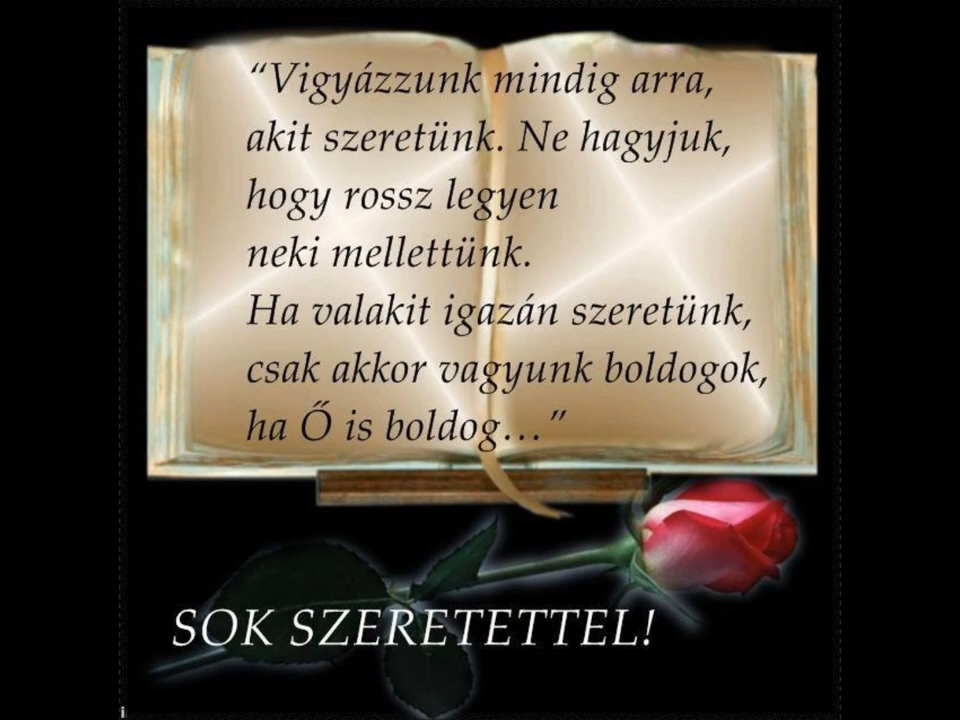 “Vigyázzunk mindig arra,
akit szeretünk. Ne hagyjuk,
hogy rossz legyen
neki mellettünk.
Ha valakit igazán szeretünk,
csak akkor vagyunk boldogok,
ha Ő is boldog…”
SOK SZERETETTEL!
i